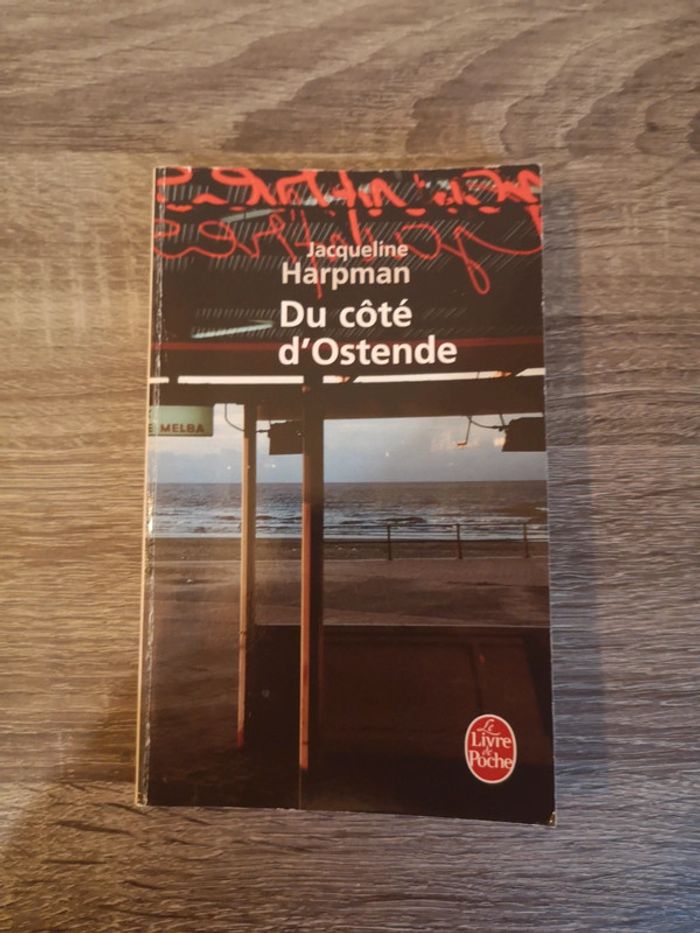 Jacqueline
Harpman
Du côté
d'Ostende
E MELBA
Le
Livre
de
Poche